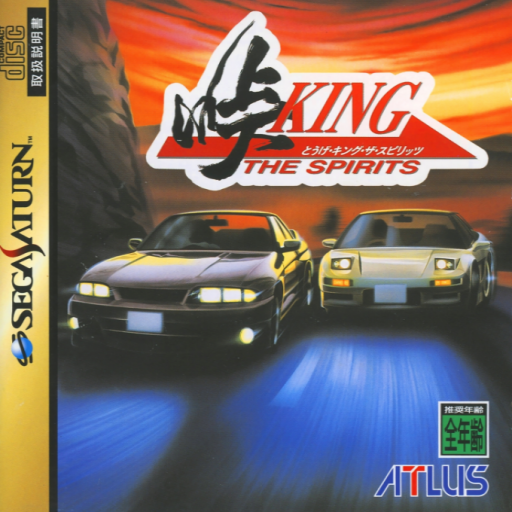 DISC
取扱説明書
SEGA SATURN™
峠KING
とうげ・キング・ザ・スピリッツ
THE SPIRITS
推奨年齢
全年齢
ATLUS